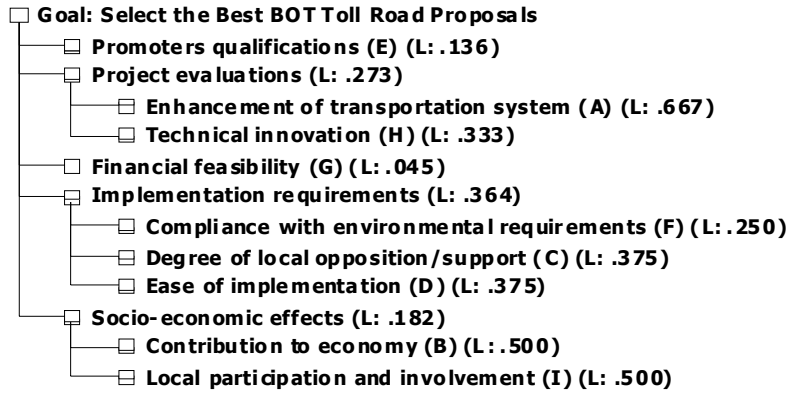 Goal: Select the Best BOT Toll Road Proposals
Promoters qualifications (E) (L: .136)
Project evaluations (L: .273)
Enhancement of transportation system (A) (L: .667)
Technical innovation (H) (L: .333)
Financial feasibility (G) (L: .045)
Implementation requirements (L: .364)
Compliance with environmental requirements (F) (L: .250)
Degree of local opposition/support (C) (L: .375)
Ease of implementation (D) (L: .375)
Socio-economic effects (L: .182)
Contribution to economy (B) (L: .500)
Local participation and involvement (I) (L: .500)